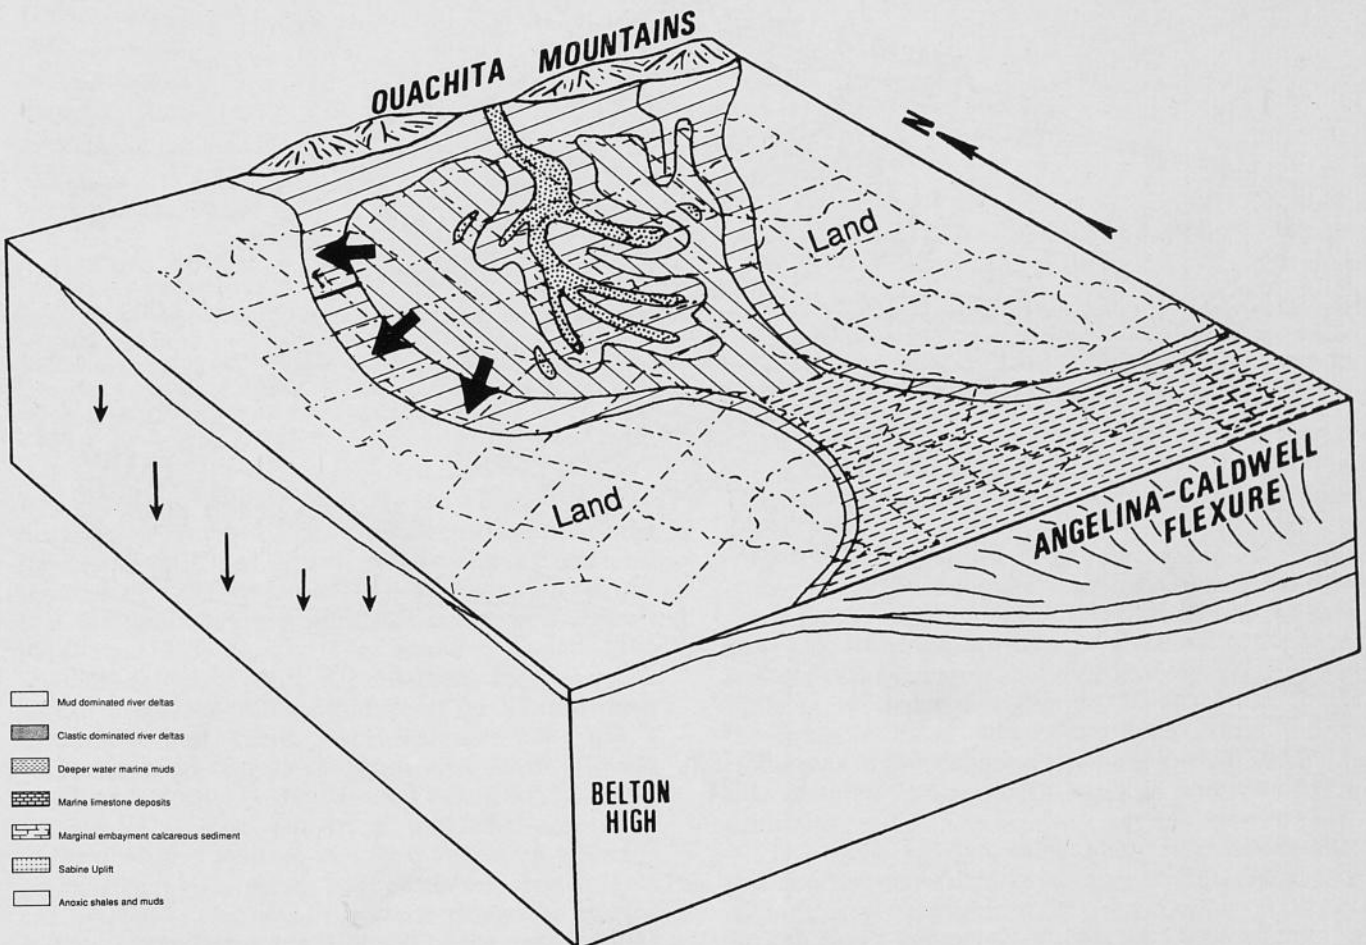 OUACHITA MOUNTAINS
N
Land
Land
ANGELINA-CALDWELL
FLEXURE
BELTON
HIGH
Mud dominated river deltas
Clastic dominated river deltas
Deeper water marine muds
Marine limestone deposits
Marginal embayment calcareous sediment
Sabine Uplift
Anoxic shales and muds